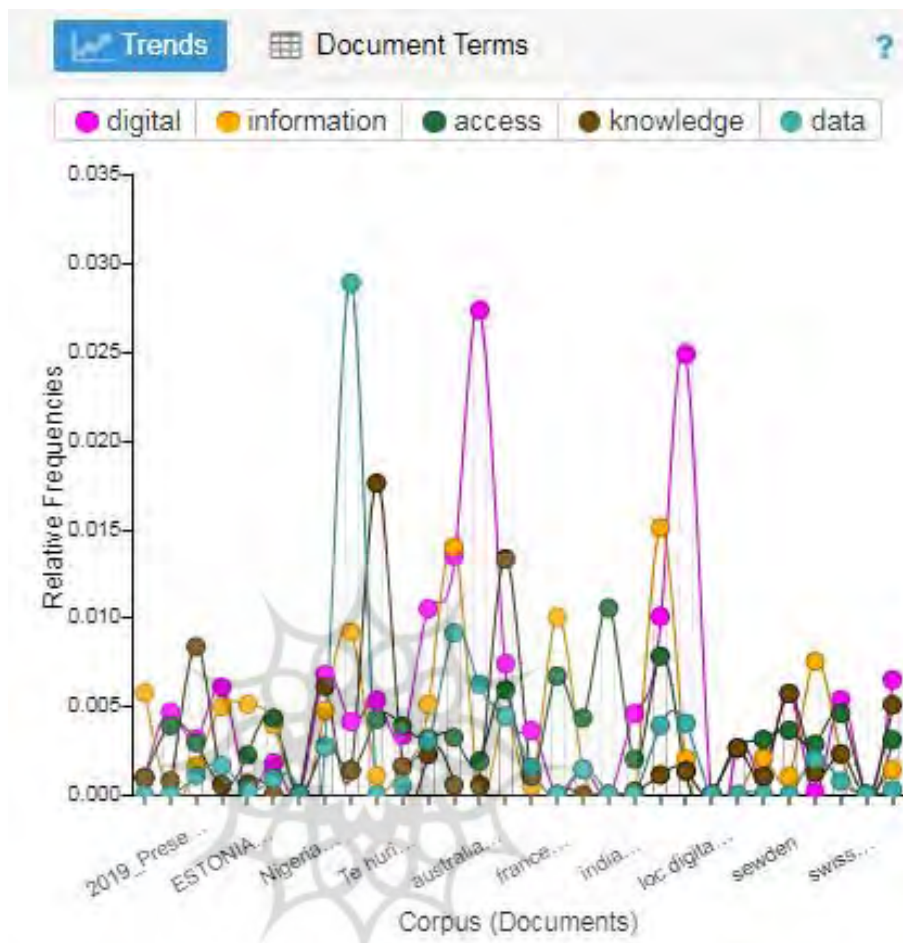 Trends Document Terms ?
digital information access knowledge data
0.035
0.030
0.025
0.020
0.015
0.010
0.005
0.000
Relative Frequencies
2019_Prese...
ESTONIA...
Nigeria...
Te huri...
australia...
france...
india...
loc digita...
sewden
swiss...
Corpus (Documents)